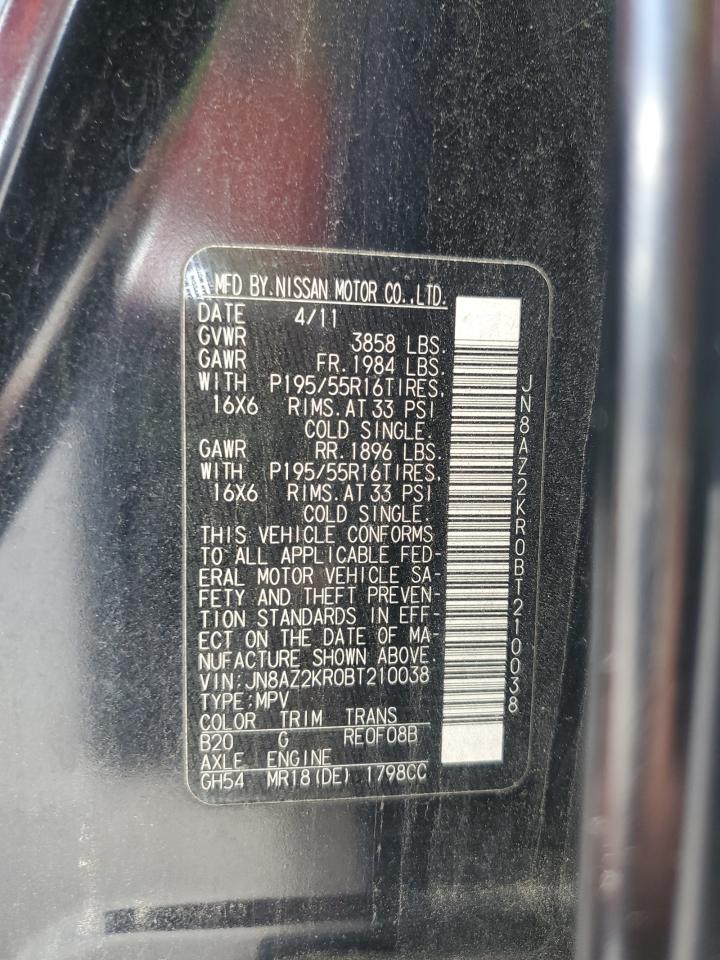 MFD BY.NISSAN MOTOR CO.,LTD.
DATE 4/11
GVWR 3858 LBS.
GAWR FR.1984 LBS.
WITH P195/55R16TIRES,
16X6 RIMS.AT 33 PSI
COLD SINGLE.
GAWR RR.1896 LBS.
WITH P195/55R16TIRES,
16X6 RIMS.AT 33 PSI
COLD SINGLE.
THIS VEHICLE CONFORMS
TO ALL APPLICABLE FED-
ERAL MOTOR VEHICLE SA-
FETY AND THEFT PREVEN-
TION STANDARDS IN EFF-
ECT ON THE DATE OF MA-
NUFACTURE SHOWN ABOVE.
VIN:JN8AZ2KR0BT210038
TYPE:MPV
COLOR TRIM TRANS
B20 G RE0F08B
AXLE ENGINE
GH54 MR18(DE) 1798CC
JN8AZ2KR0BT210038